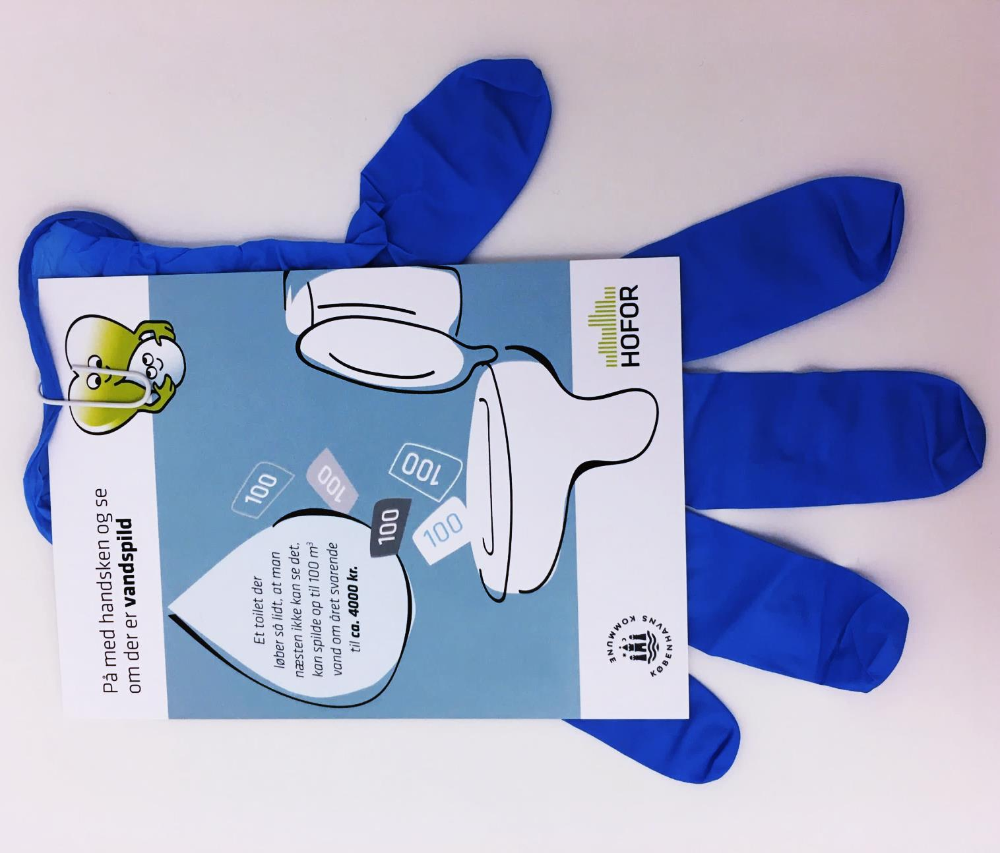 På med handsken og se
om der er vandspild
Et toilet der
løber så lidt, at man
næsten ikke kan se det,
kan spilde op til 100 m³
vand om året svarende
til ca. 4000 kr.
100
100
100
100
100
KØBENHAVNS KOMMUNE
HOFOR